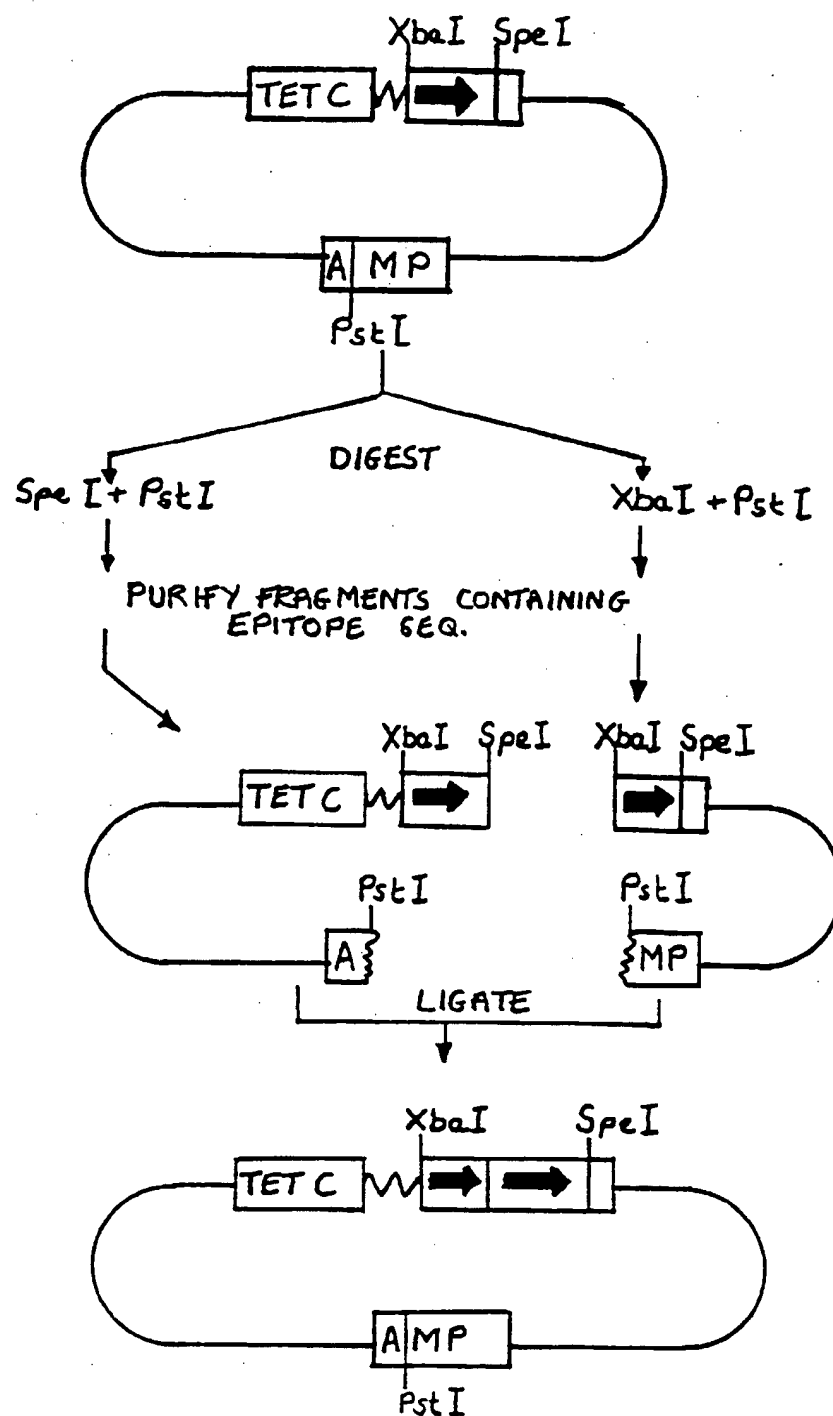 XbaI SpeI
TETC
AMP
PstI
DIGEST
SpeI+PstI
XbaI+PstI
PURIFY FRAGMENTS CONTAINING
EPITOPE SEQ.
XbaI SpeI
XbaI SpeI
TETC
PstI
PstI
A
MP
LIGATE
XbaI
SpeI
TETC
AMP
PstI